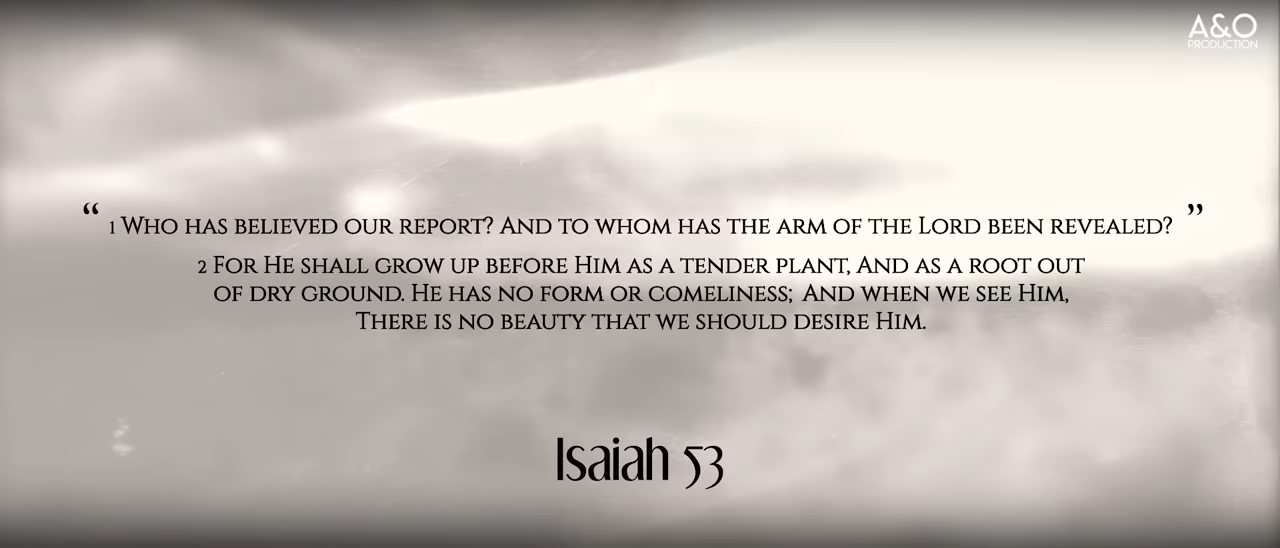 A&O
PRODUCTION
“ 1 Who has believed our report? And to whom has the arm of the Lord been revealed? ”
2 For He shall grow up before Him as a tender plant, And as a root out
of dry ground. He has no form or comeliness; And when we see Him,
There is no beauty that we should desire Him.
Isaiah 53